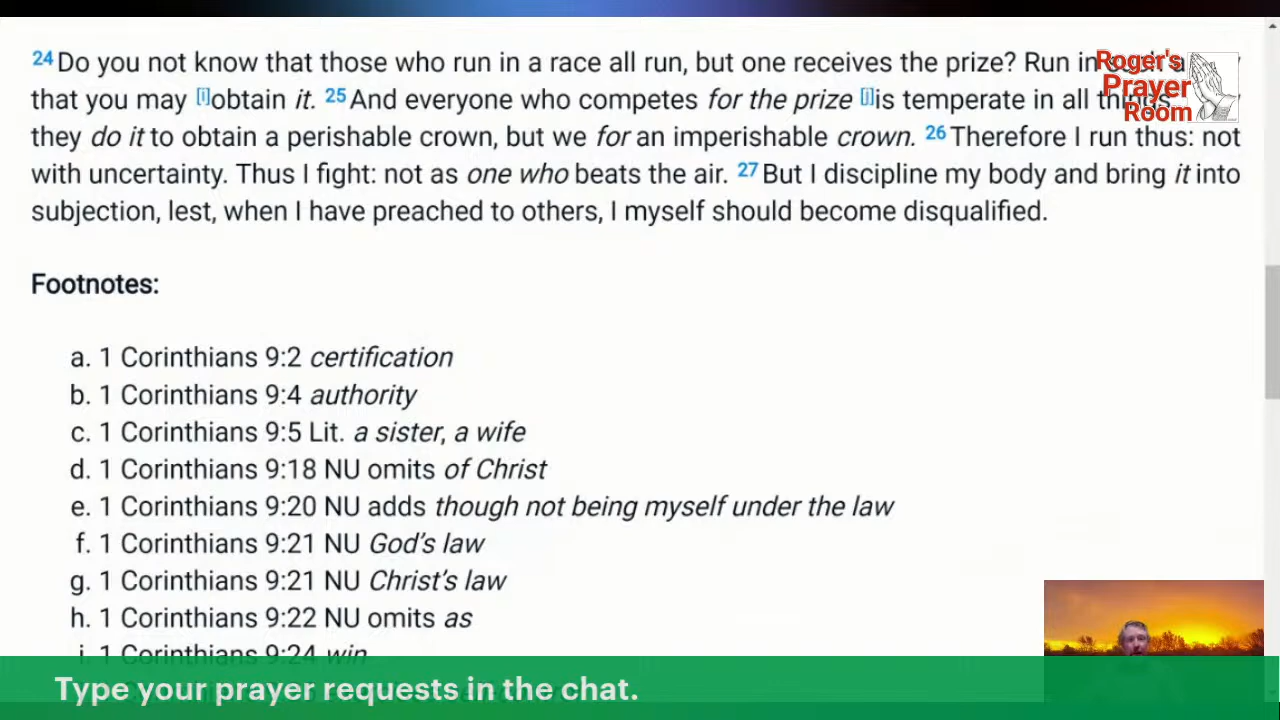 24 Do you not know that those who run in a race all run, but one receives the prize? Run in
that you may [i]obtain it. 25 And everyone who competes for the prize [j]is temperate in all things.
they do it to obtain a perishable crown, but we for an imperishable crown. 26 Therefore I run thus: not
with uncertainty. Thus I fight: not as one who beats the air. 27 But I discipline my body and bring it into
subjection, lest, when I have preached to others, I myself should become disqualified.
Roger's
Prayer
Room
Footnotes:
a. 1 Corinthians 9:2 certification
b. 1 Corinthians 9:4 authority
c. 1 Corinthians 9:5 Lit. a sister, a wife
d. 1 Corinthians 9:18 NU omits of Christ
e. 1 Corinthians 9:20 NU adds though not being myself under the law
f. 1 Corinthians 9:21 NU God's law
g. 1 Corinthians 9:21 NU Christ's law
h. 1 Corinthians 9:22 NU omits as
i. 1 Corinthians 9:24 win
Type your prayer requests in the chat.